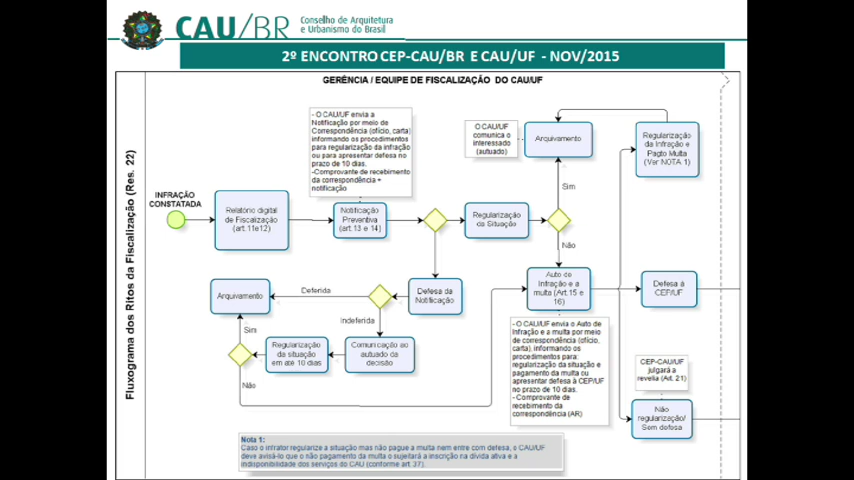 CAU/BR
Conselho de Arquitetura
e Urbanismo do Brasil
2º ENCONTRO CEP-CAU/BR E CAU/UF - NOV/2015
GERÊNCIA / EQUIPE DE FISCALIZAÇÃO DO CAU/UF
Fluxograma dos Ritos da Fiscalização (Res. 22)
INFRAÇÃO
CONSTATADA
Relatório digital
de Fiscalização
(art.11e12)
- O CAU/UF envia a
Notificação por meio de
Correspondência (ofício, carta)
informando os procedimentos
para regularização da infração
ou para apresentar defesa no
prazo de 10 dias.
-Comprovante de recebimento
da correspondência +
notificação
Notificação
Preventiva
(art.13 e 14)
Regularização
da Situação
O CAU/UF
comunica o
interessado
(autuado)
Arquivamento
Regularização
da Infração e
Pagto Multa
(Ver NOTA 1)
Sim
Não
Arquivamento
Deferida
Defesa da
Notificação
Indeferida
Auto de
Infração e a
multa (Art.15 e
16)
Defesa à
CEP/UF
Sim
Regularização
da situação
em até 10 dias
Comunicação ao
autuado da
decisão
Não
- O CAU/UF envia o Auto de
Infração e a multa por meio
de correspondência (ofício,
carta), informando os
procedimentos para:
regularização da situação e
pagamento da multa ou
apresentar defesa à CEP/UF
no prazo de 10 dias.
- Comprovante de
recebimento da
correspondência (AR)
CEP-CAU/UF
julgará a
revelia (Ad. 21)
Não
regularização/
Sem defesa
Nota 1:
Caso o infrator regularize a situação mas não pague a multa nem entre com defesa, o CAU/UF
deve avisá-lo que o não pagamento da multa o sujeitará a inscrição na dívida ativa e a
indisponibilidade dos serviços do CAU (conforme art.37).